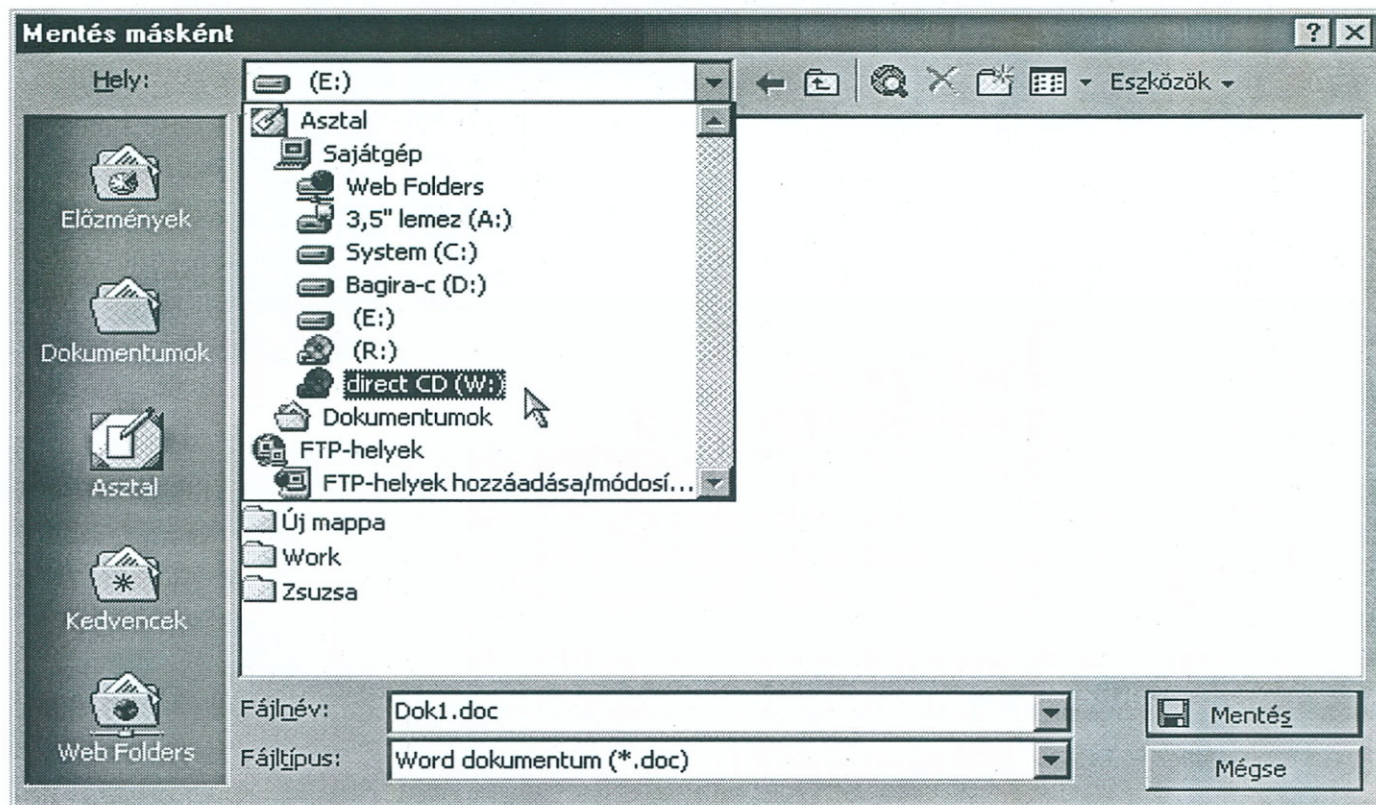 Mentés másként
Hely:
(E:)
Eszközök
Asztal
Sajátgép
Web Folders
3,5" lemez (A:)
System (C:)
Bagira-c (D:)
(E:)
(R:)
direct CD (W:)
Dokumentumok
FTP-helyek
FTP-helyek hozzáadása/módosí...
Új mappa
Work
Zsuzsa
Előzmények
Dokumentumok
Asztal
Kedvencek
Web Folders
Fájlnév:
Dok1.doc
Mentés
Fájltípus:
Word dokumentum (*.doc)
Mégse